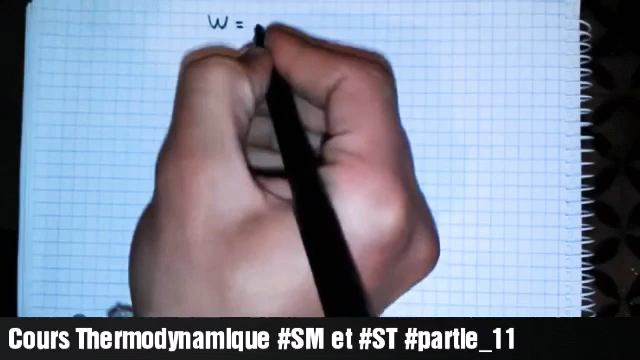 W =
Cours Thermodynamique #SM et #ST #partie_11